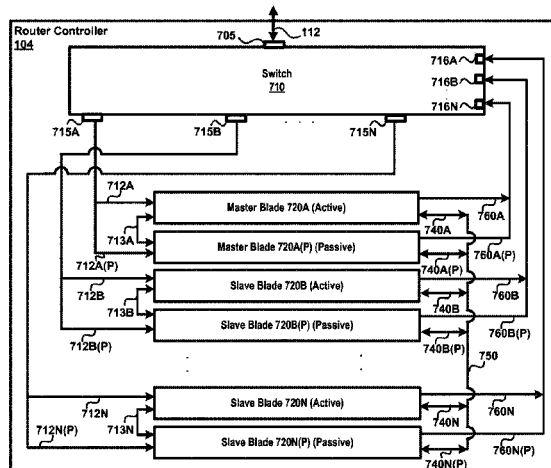 Router Controller
104
705
112
Switch
710
716A
716B
716N
715A
715B
. . .
715N
712A
Master Blade 720A (Active)
740A
760A
713A
Master Blade 720A(P) (Passive)
712A(P)
740A(P)
760A(P)
712B
Slave Blade 720B (Active)
740B
760B
713B
Slave Blade 720B(P) (Passive)
712B(P)
740B(P)
760B(P)
750
712N
Slave Blade 720N (Active)
740N
760N
712N(P)
713N
Slave Blade 720N(P) (Passive)
740N(P)
760N(P)